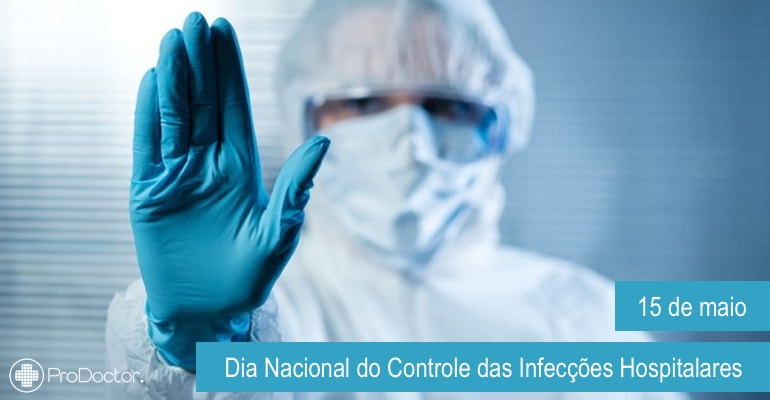 15 de maio
Dia Nacional do Controle das Infecções Hospitalares
ProDoctor.